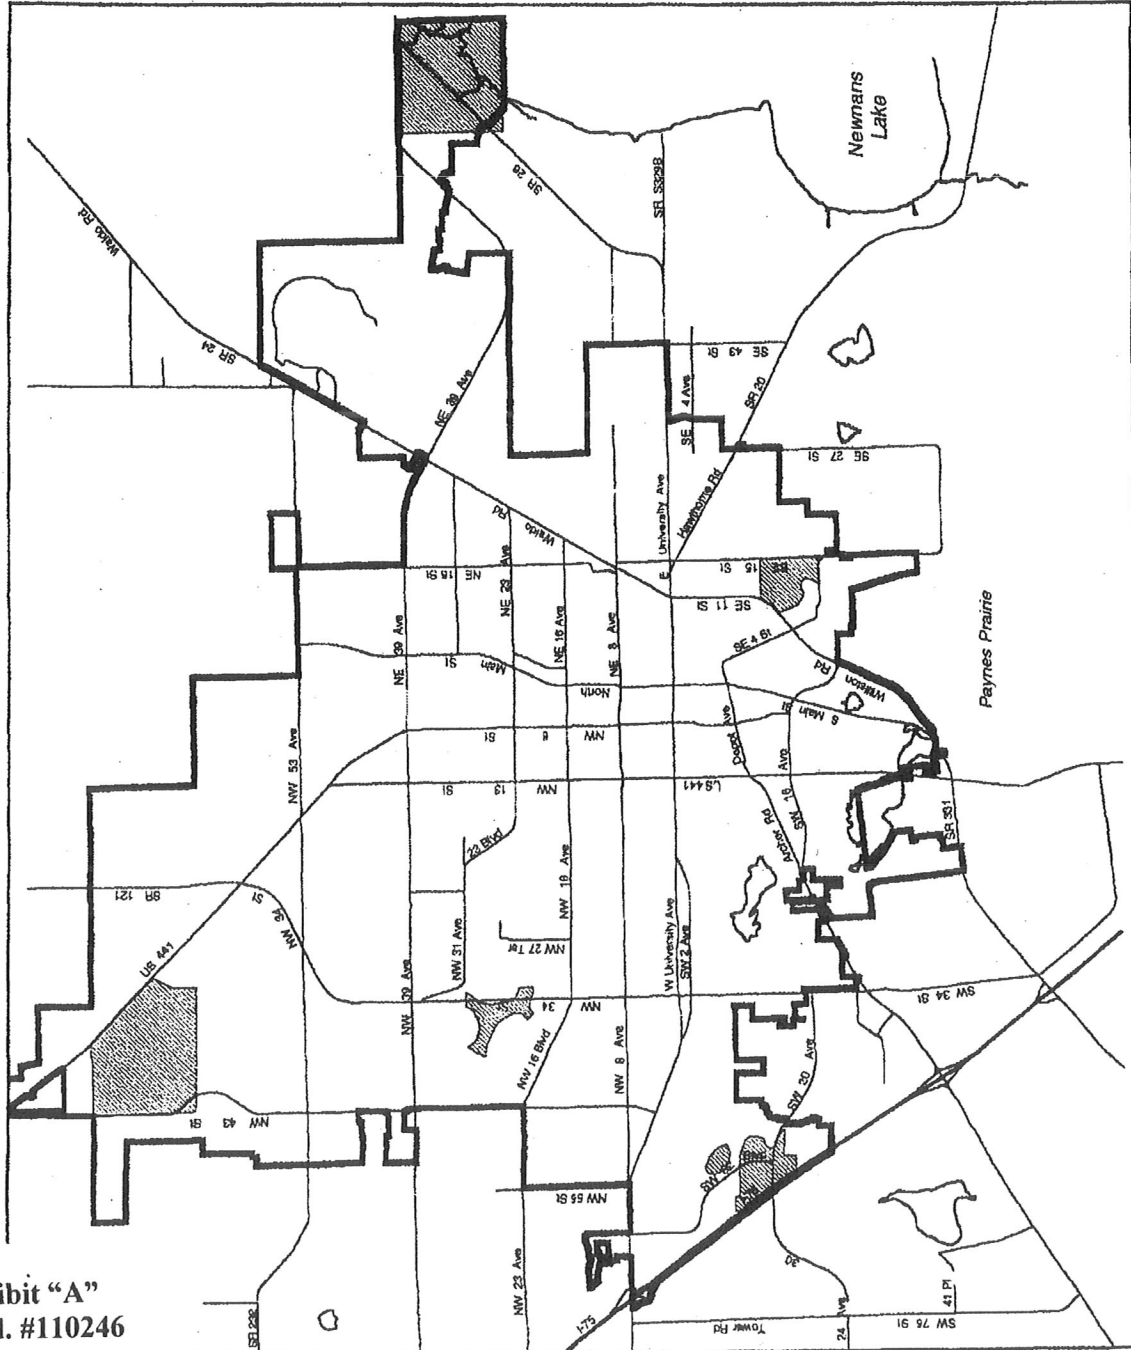 Newmans
Lake
Waldo Rd
SR 26
SR S329B
SR 24
SE 43 St
NE 39 Ave
SE 4 Ave
SR 20
SE 27 St
Hawthorne Rd
E University Ave
Waldo Rd
NE 23 Ave
NE 15 St
NE 16 Ave
SE 15 St
SE 11 St
NE 39 Ave
NE 8 Ave
SE 4 St
Main St
North
Williston Rd
Paynes Prairie
S Main St
Depot Ave
NW 6 St
NW 53 Ave
NW 13 St
US441
SW 16 Ave
Archer Rd
SR 331
23 Blvd
SR 121
NW 34 St
NW 31 Ave
NW 27 Ter
NW 16 Ave
W University Ave
SW 2 Ave
US 441
NW 39 Ave
NW 34
SW 34 St
NW 16 Blvd
NW 8 Ave
SW 20 Ave
NW 43 St
NW 55 St
NW 23 Ave
SR 222
I-75
Tower Rd
24 Ave
41 Pl
SW 75 St
ibit “A”
#110246